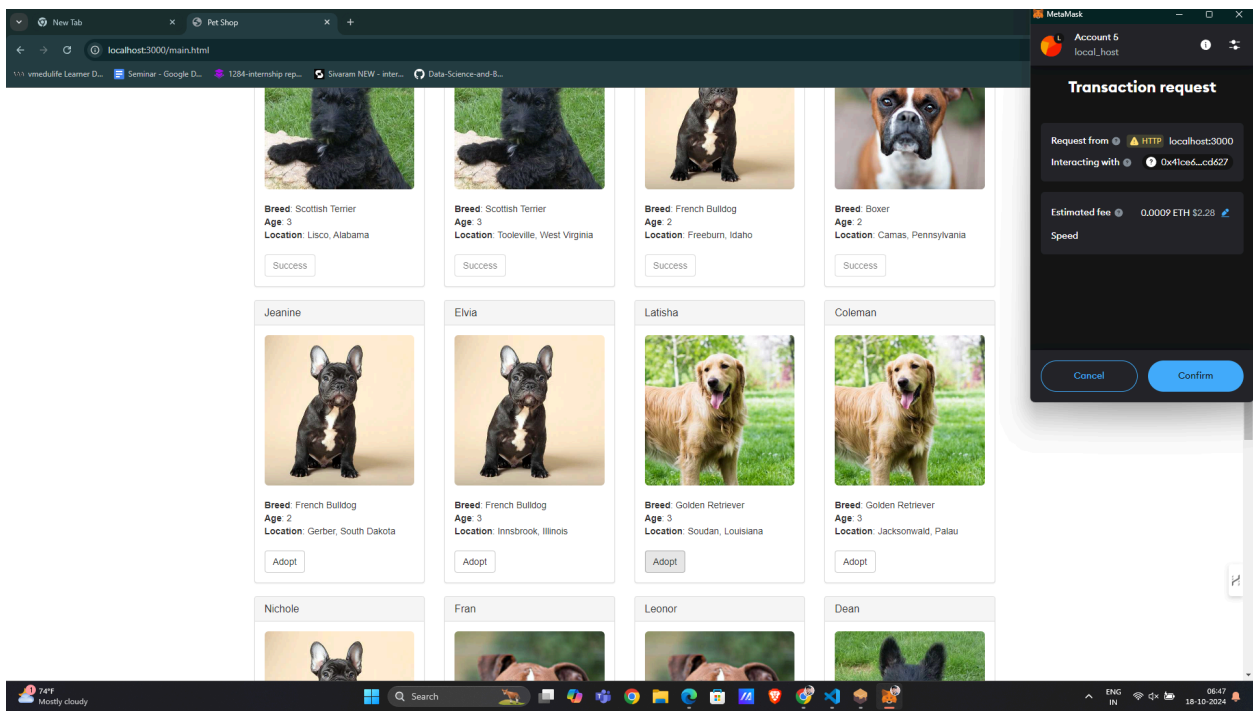 New Tab
Pet Shop
localhost:3000/main.html
vmedulife Learner D...
Seminar - Google D...
1284-internship rep...
Sivaram NEW - inter...
Data-Science-and-B...
Breed: Scottish Terrier
Age: 3
Location: Lisco, Alabama
Success
Breed: Scottish Terrier
Age: 3
Location: Tooleville, West Virginia
Success
Breed: French Bulldog
Age: 2
Location: Freeburn, Idaho
Success
Breed: Boxer
Age: 2
Location: Camas, Pennsylvania
Success
Jeanine
Breed: French Bulldog
Age: 2
Location: Gerber, South Dakota
Adopt
Elvia
Breed: French Bulldog
Age: 3
Location: Innsbrook, Illinois
Adopt
Latisha
Breed: Golden Retriever
Age: 3
Location: Soudan, Louisiana
Adopt
Coleman
Breed: Golden Retriever
Age: 3
Location: Jacksonwald, Palau
Adopt
Nichole
Fran
Leonor
Dean
MetaMask
L
Account 5
local_host
Transaction request
Request from HTTP localhost:3000
Interacting with 0x41ce6...cd627
Estimated fee 0.0009 ETH $2.28
Speed
Cancel
Confirm
1
74°F
Mostly cloudy
Search
ENG
IN
06:47
18-10-2024